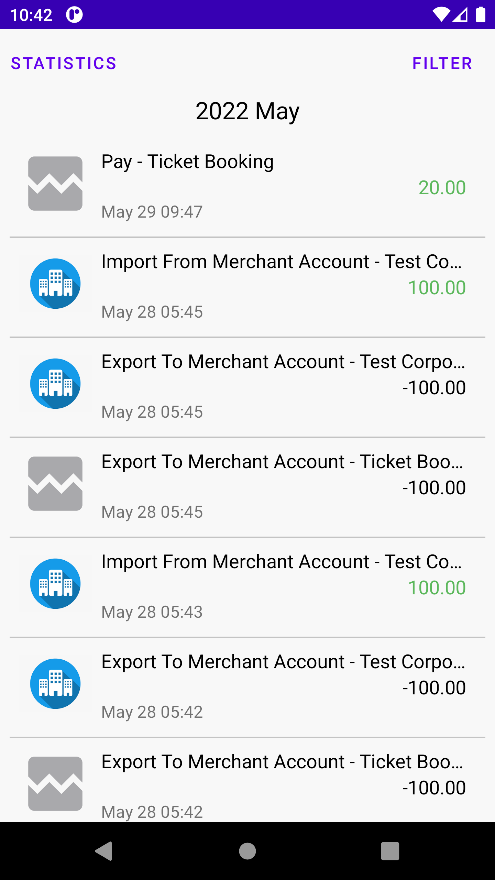 10:42
STATISTICS
FILTER
2022 May
Pay - Ticket Booking
20.00
May 29 09:47
Import From Merchant Account - Test Co...
100.00
May 28 05:45
Export To Merchant Account - Test Corpo...
-100.00
May 28 05:45
Export To Merchant Account - Ticket Boo...
-100.00
May 28 05:45
Import From Merchant Account - Test Co...
100.00
May 28 05:43
Export To Merchant Account - Test Corpo...
-100.00
May 28 05:42
Export To Merchant Account - Ticket Boo...
-100.00
May 28 05:42